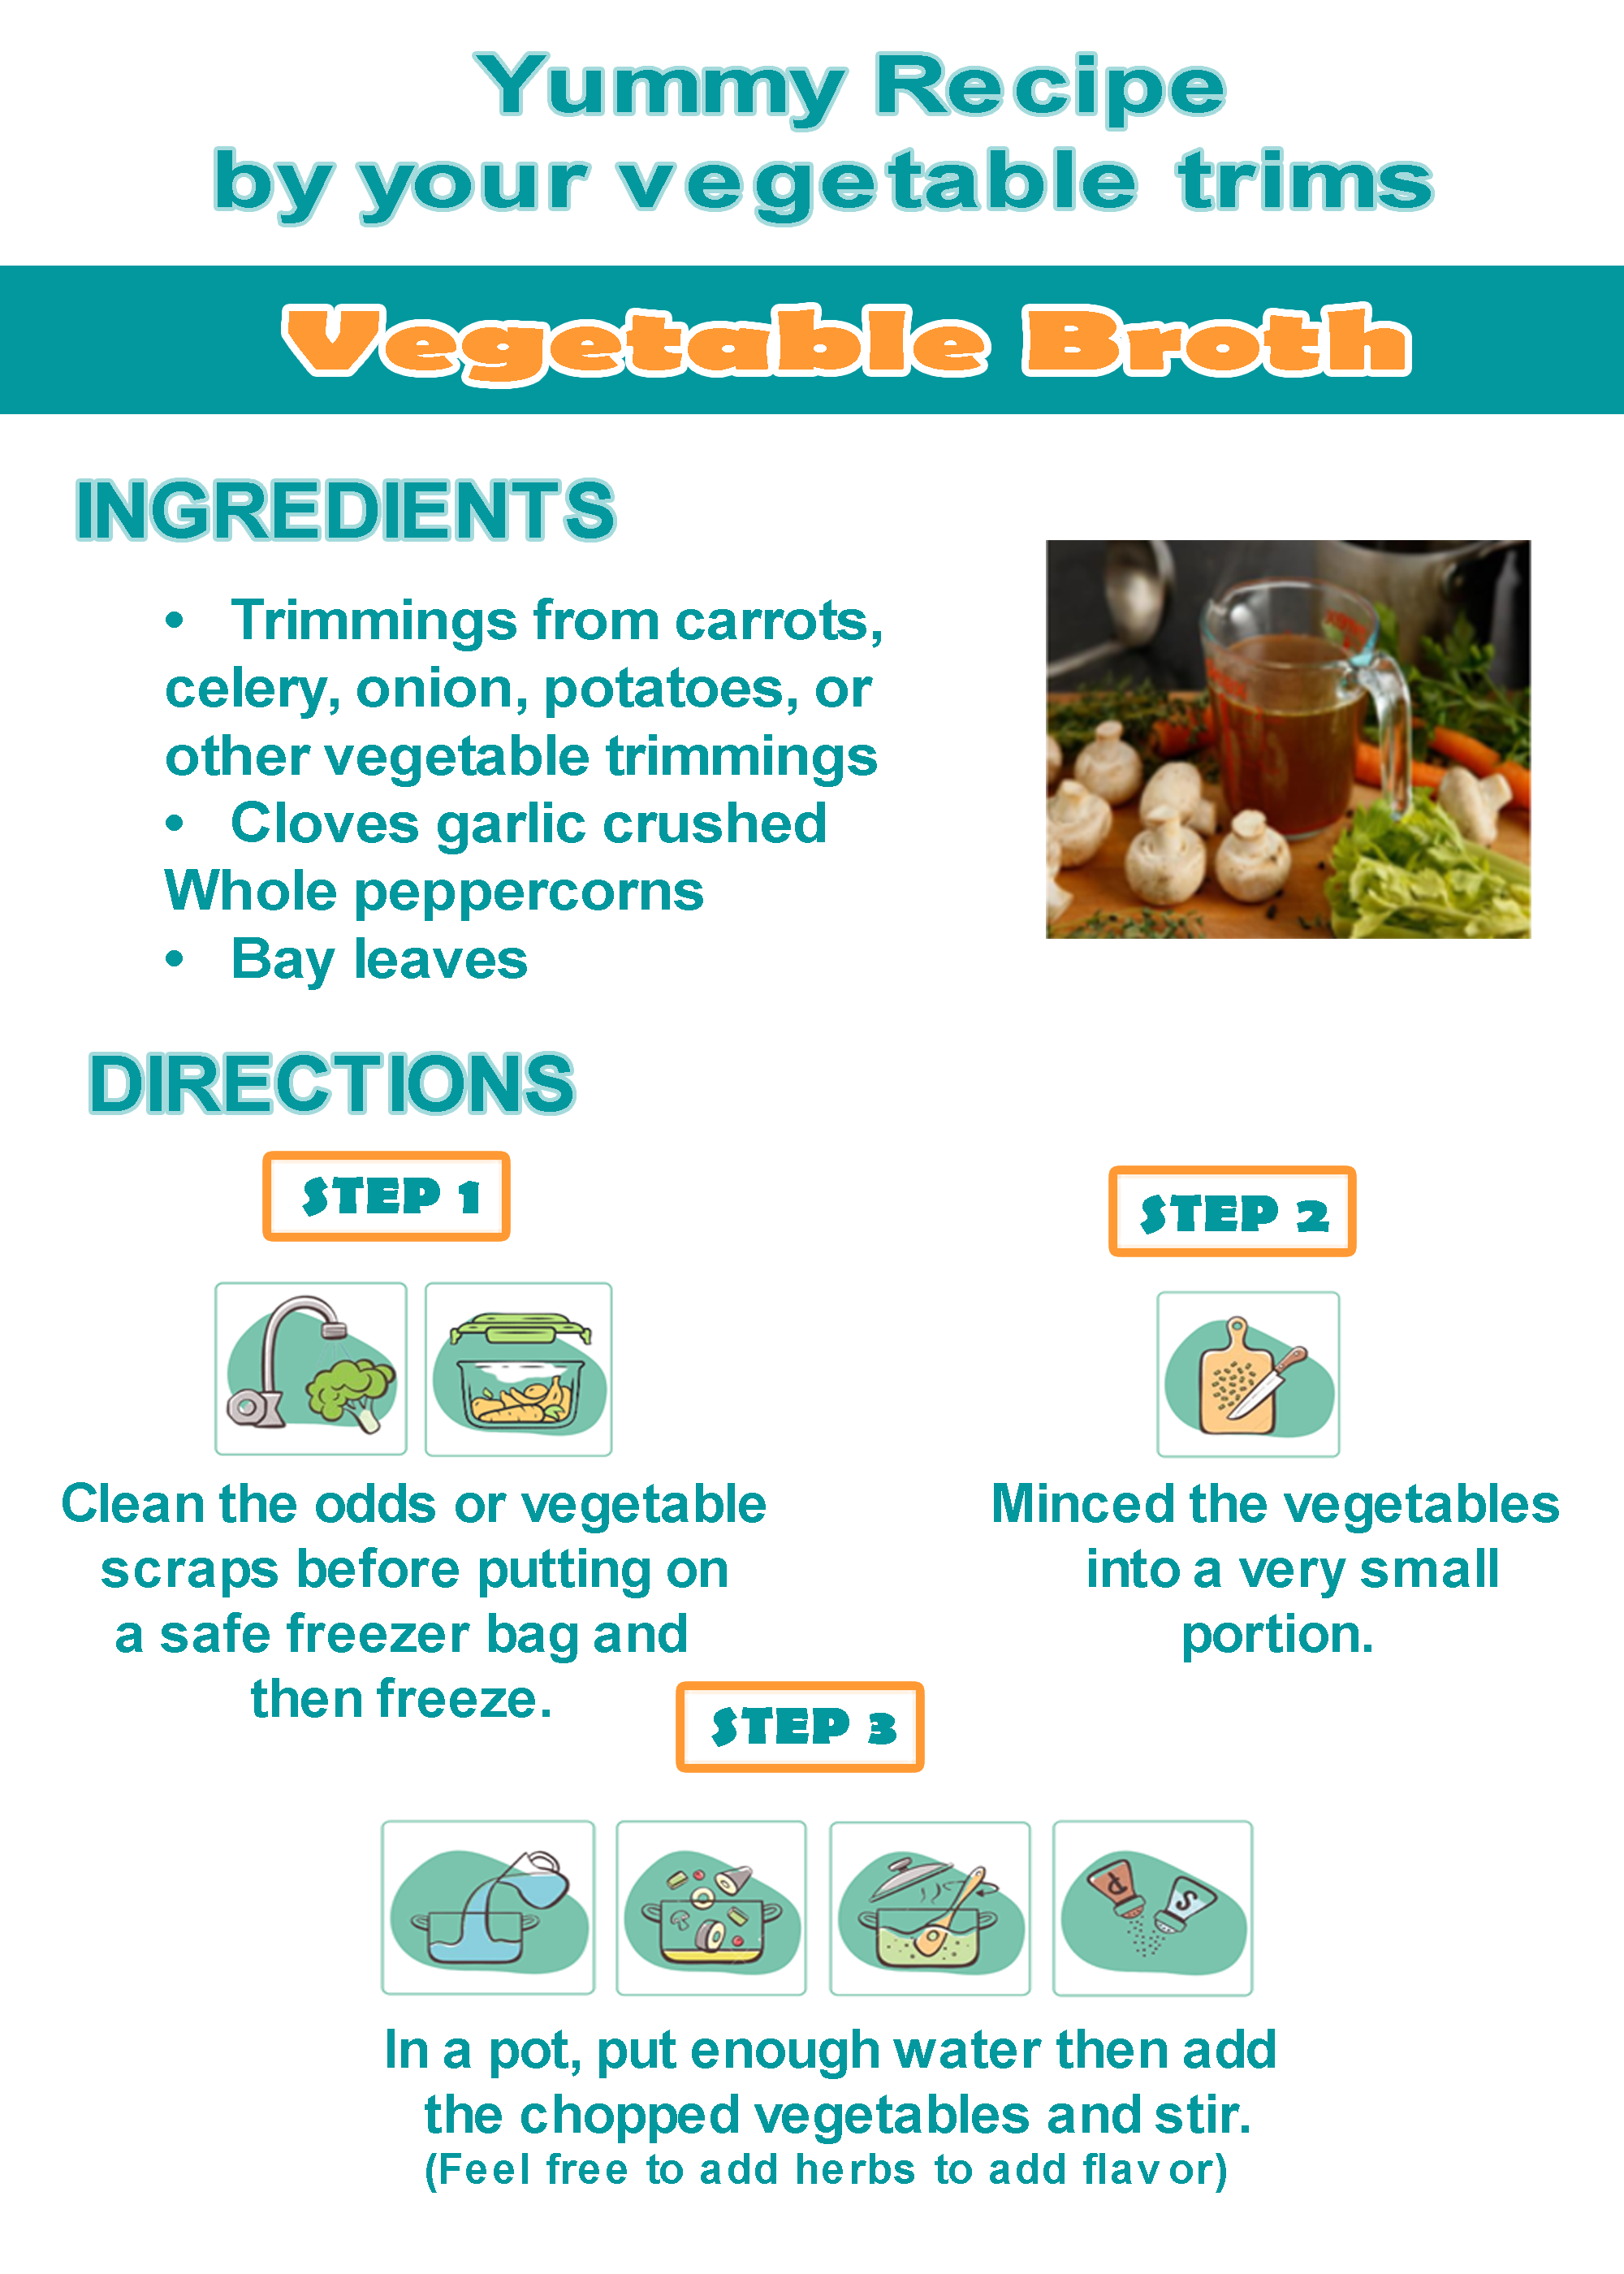 Yummy Recipe
by your vegetable trims
Vegetable Broth
INGREDIENTS
• Trimmings from carrots,
celery, onion, potatoes, or
other vegetable trimmings
• Cloves garlic crushed
Whole peppercorns
• Bay leaves
DIRECTIONS
STEP 1
Clean the odds or vegetable
scraps before putting on
a safe freezer bag and
then freeze.
STEP 2
Minced the vegetables
into a very small
portion.
STEP 3
P
S
In a pot, put enough water then add
the chopped vegetables and stir.
(Feel free to add herbs to add flavor)